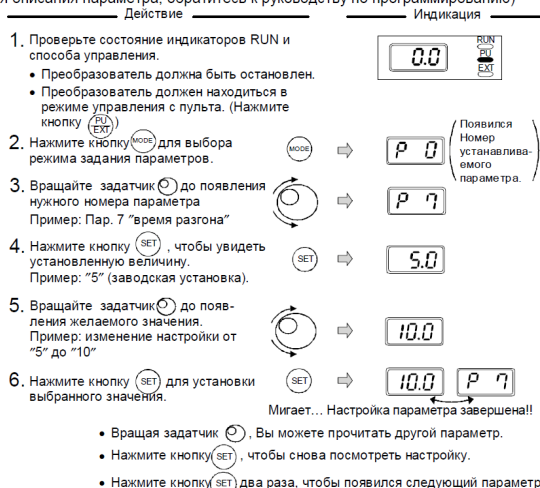 я описания параметра, обратитесь к руководству по программированию)
Действие
Индикация
1. Проверьте состояние индикаторов RUN и
способа управления.
• Преобразователь должна быть остановлен.
• Преобразователь должен находиться в
режиме управления с пульта. (Нажмите
кнопку (PU/EXT))
0.0
RUN
PU
EXT
2. Нажмите кнопку MODE для выбора
режима задания параметров.
MODE
P 0
Появился
Номер
устанавлива-
емого
параметра.
3. Вращайте задатчик до появления
нужного номера параметра
Пример: Пар. 7 "время разгона"
P 7
4. Нажмите кнопку SET , чтобы увидеть
установленную величину.
Пример: "5" (заводская установка).
SET
5.0
5. Вращайте задатчик до появ-
ления желаемого значения.
Пример: изменение настройки от
"5" до "10"
10.0
6. Нажмите кнопку SET для установки
выбранного значения.
SET
10.0
P 7
Мигает... Настройка параметра завершена!!
• Вращая задатчик , Вы можете прочитать другой параметр.
• Нажмите кнопку SET , чтобы снова посмотреть настройку.
• Нажмите кнопку SET два раза, чтобы появился следующий параметр